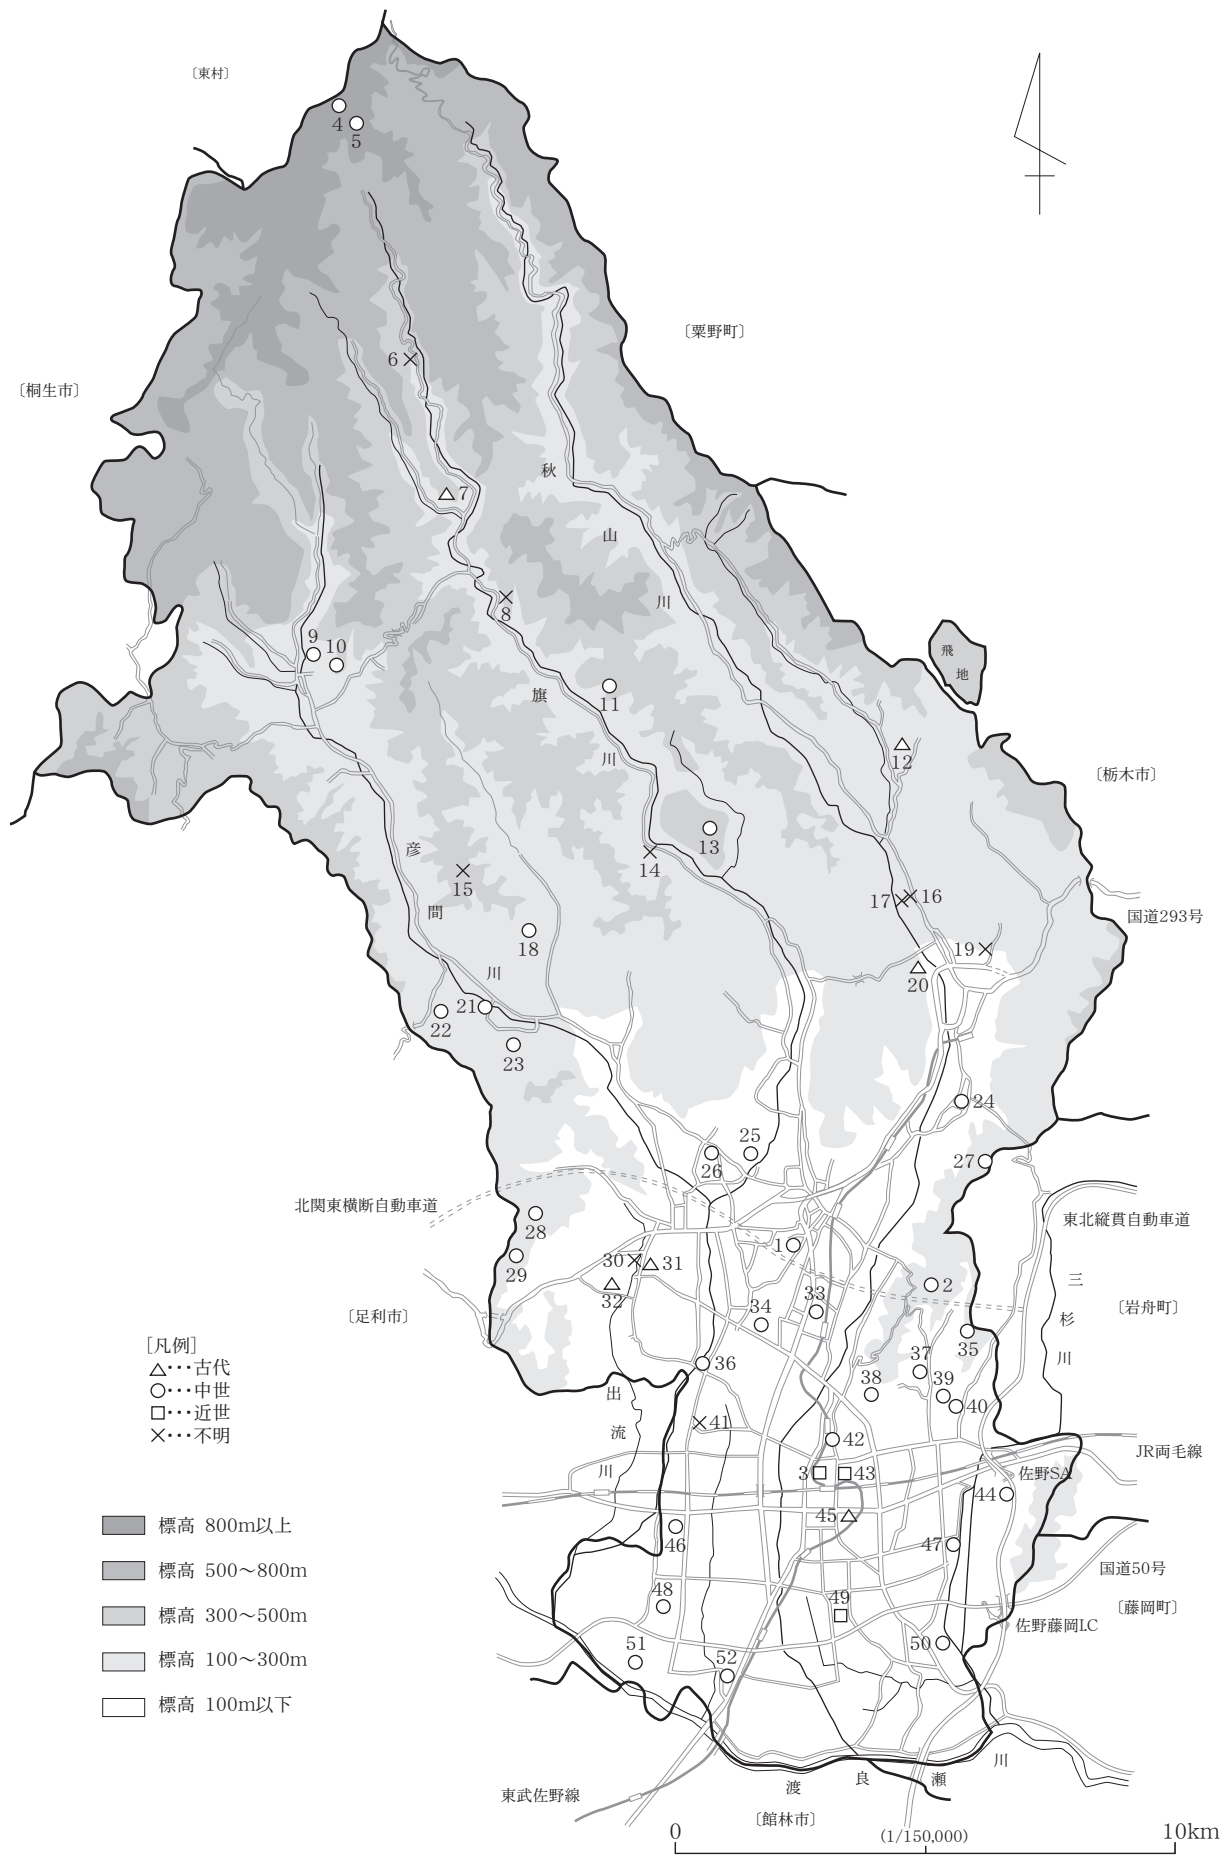 〔東村〕
4
5
〔粟野町〕
6
〔桐生市〕
秋
山
川
7
8
9
10
飛
地
旗
川
11
12
〔栃木市〕
13
14
彦
間
川
15
16
17
国道293号
18
19
20
21
22
23
24
25
26
27
北関東横断自動車道
28
29
東北縦貫自動車道
1
30
31
32
2
三
杉
川
〔岩舟町〕
〔足利市〕
33
34
35
[凡例]
△・・・古代
○・・・中世
□・・・近世
×・・・不明
36
37
38
39
40
出
流
川
41
42
JR両毛線
3
43
佐野SA
44
45
標高 800m以上
46
47
標高 500～800m
国道50号
48
49
標高 300～500m
〔藤岡町〕
佐野藤岡I.C
50
標高 100～300m
51
52
標高 100m以下
渡
良
瀬
川
東武佐野線
〔館林市〕
0
(1/150,000)
10km